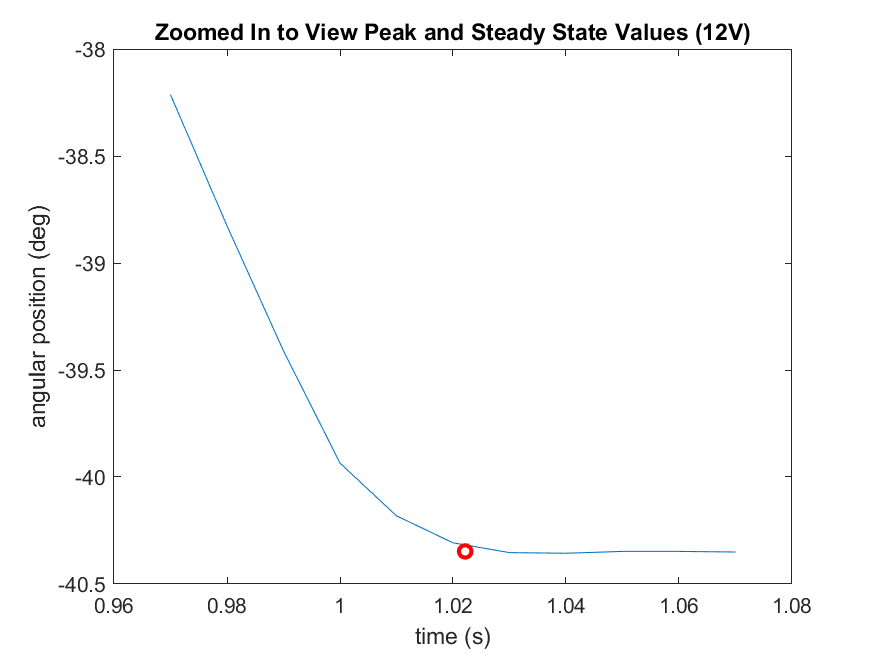 Zoomed In to View Peak and Steady State Values (12V)
-38
-38.5
-39
-39.5
-40
-40.5
angular position (deg)
0.96 0.98 1 1.02 1.04 1.06 1.08
time (s)